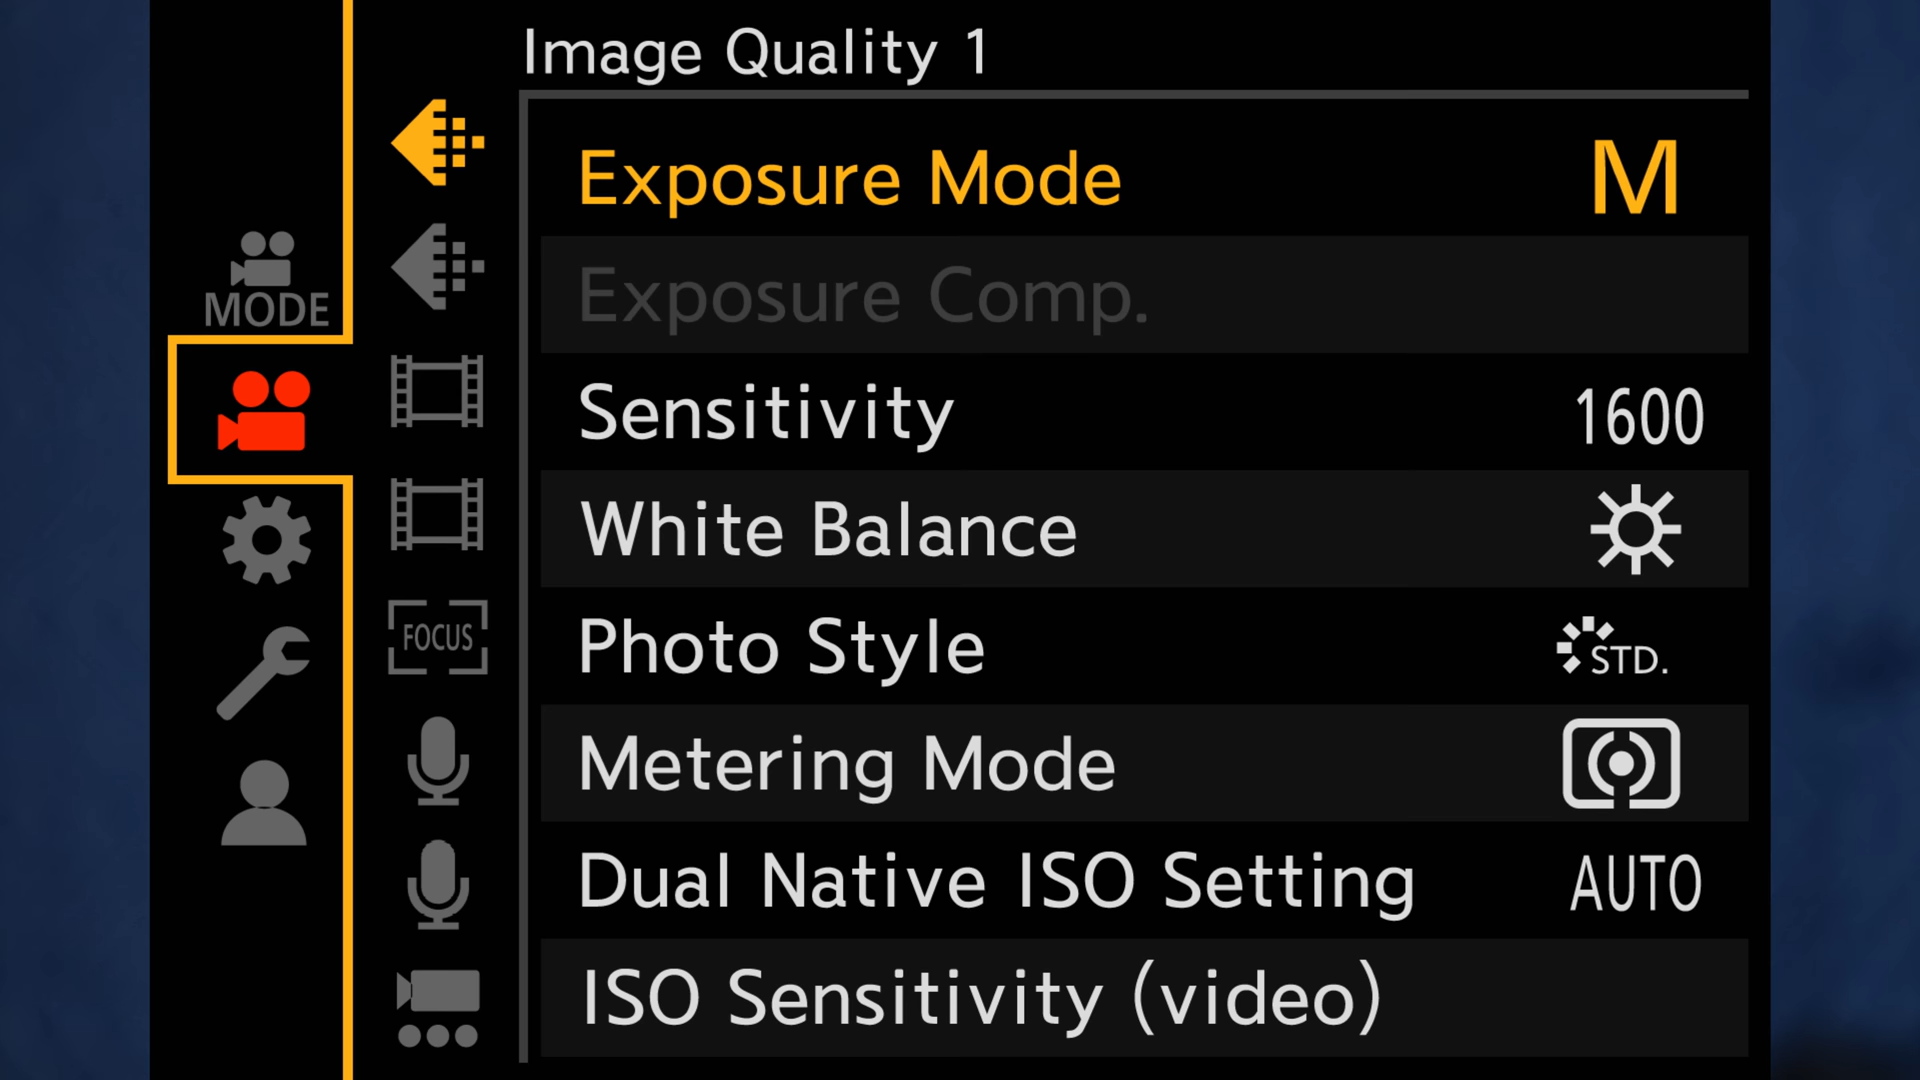 Image Quality 1
MODE
FOCUS
Exposure Mode M
Exposure Comp.
Sensitivity 1600
White Balance
Photo Style STD.
Metering Mode
Dual Native ISO Setting AUTO
ISO Sensitivity (video)